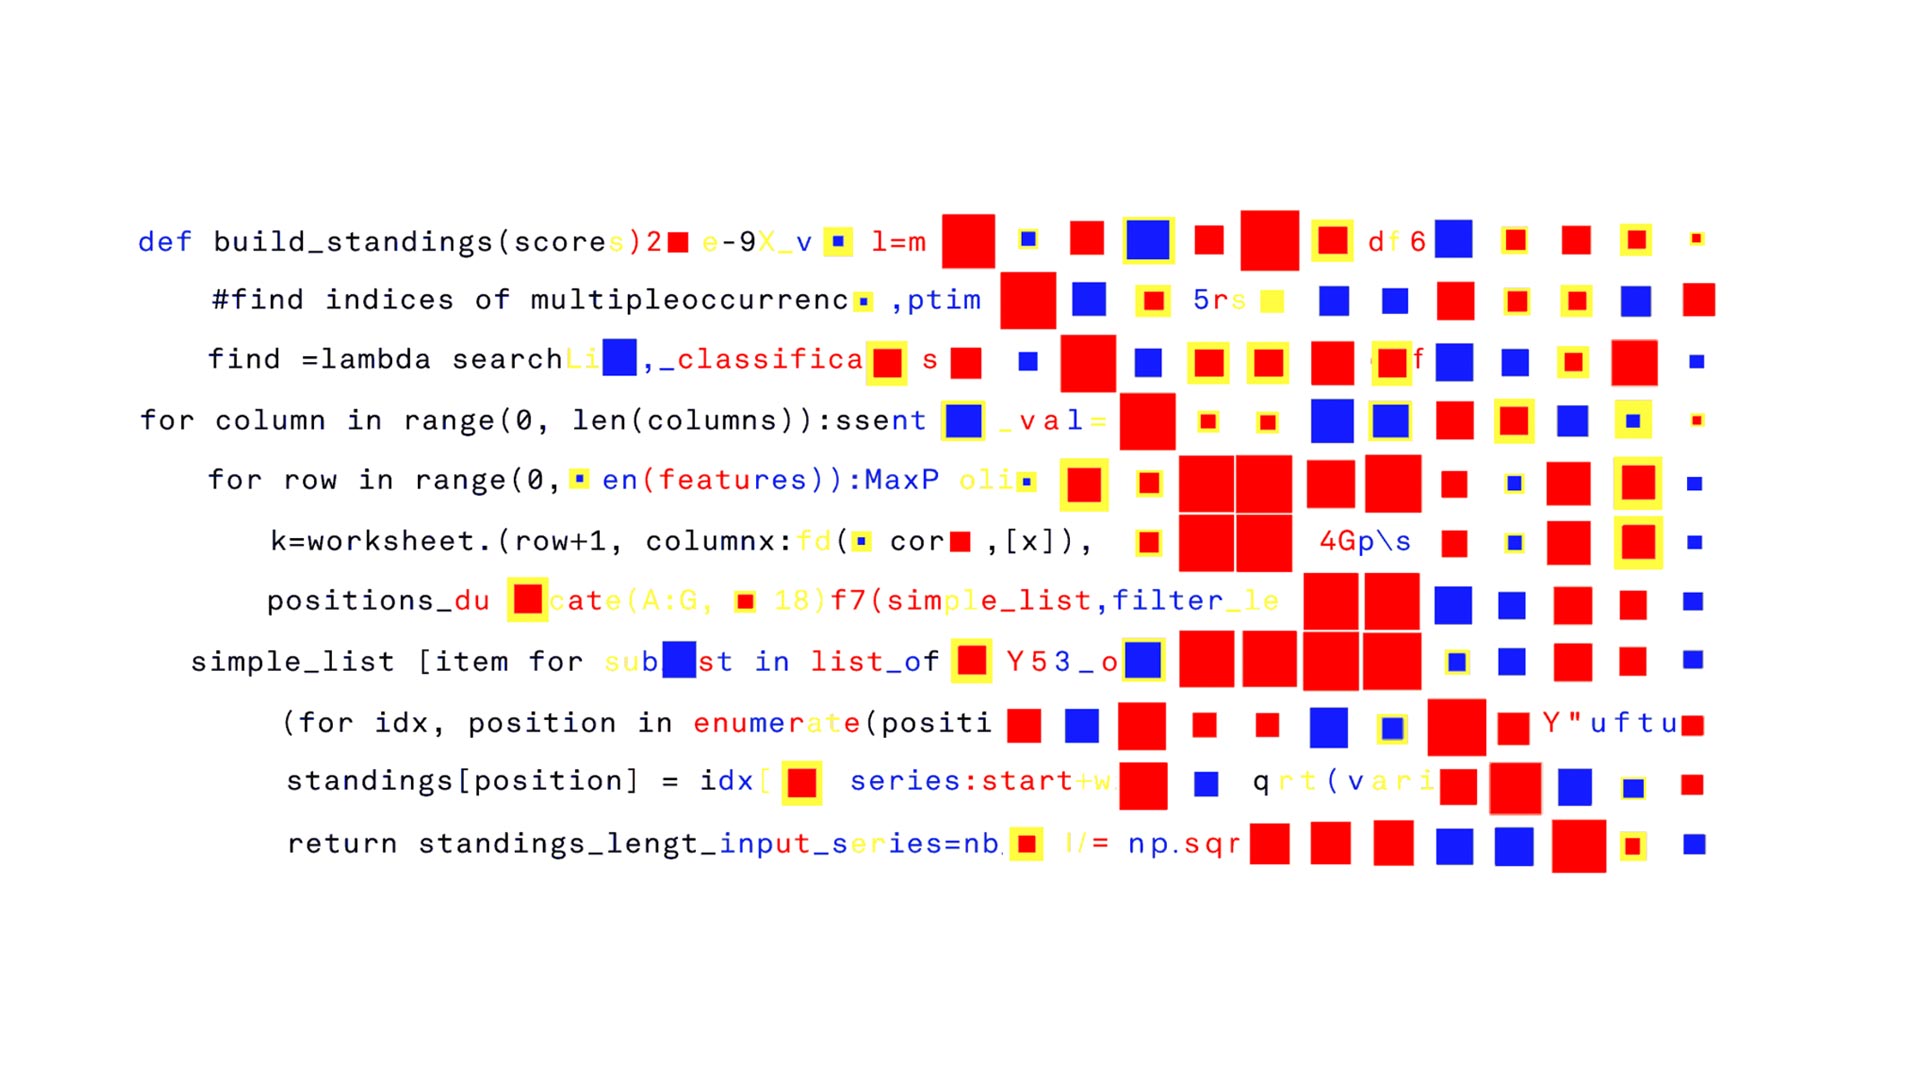 def build_standings(scores)2 e-9X_v l=m df6
#find indices of multipleoccurrenc ,ptim 5rs
find =lambda searchLi ,_classifica s f
for column in range(0, len(columns)):ssent _val=
for row in range(0, en(features)):MaxP oli
k=worksheet.(row+1, columnx:fd( cor ,[x]), 4Gp\s
positions_du cate(A:G, 18)f7(simple_list,filter_le
simple_list [item for sub st in list_of Y53_o
(for idx, position in enumerate(positi Y"uftu
standings[position] = idx[ series:start+w qrt(vari
return standings_lengt_input_series=nb. l/= np.sqr